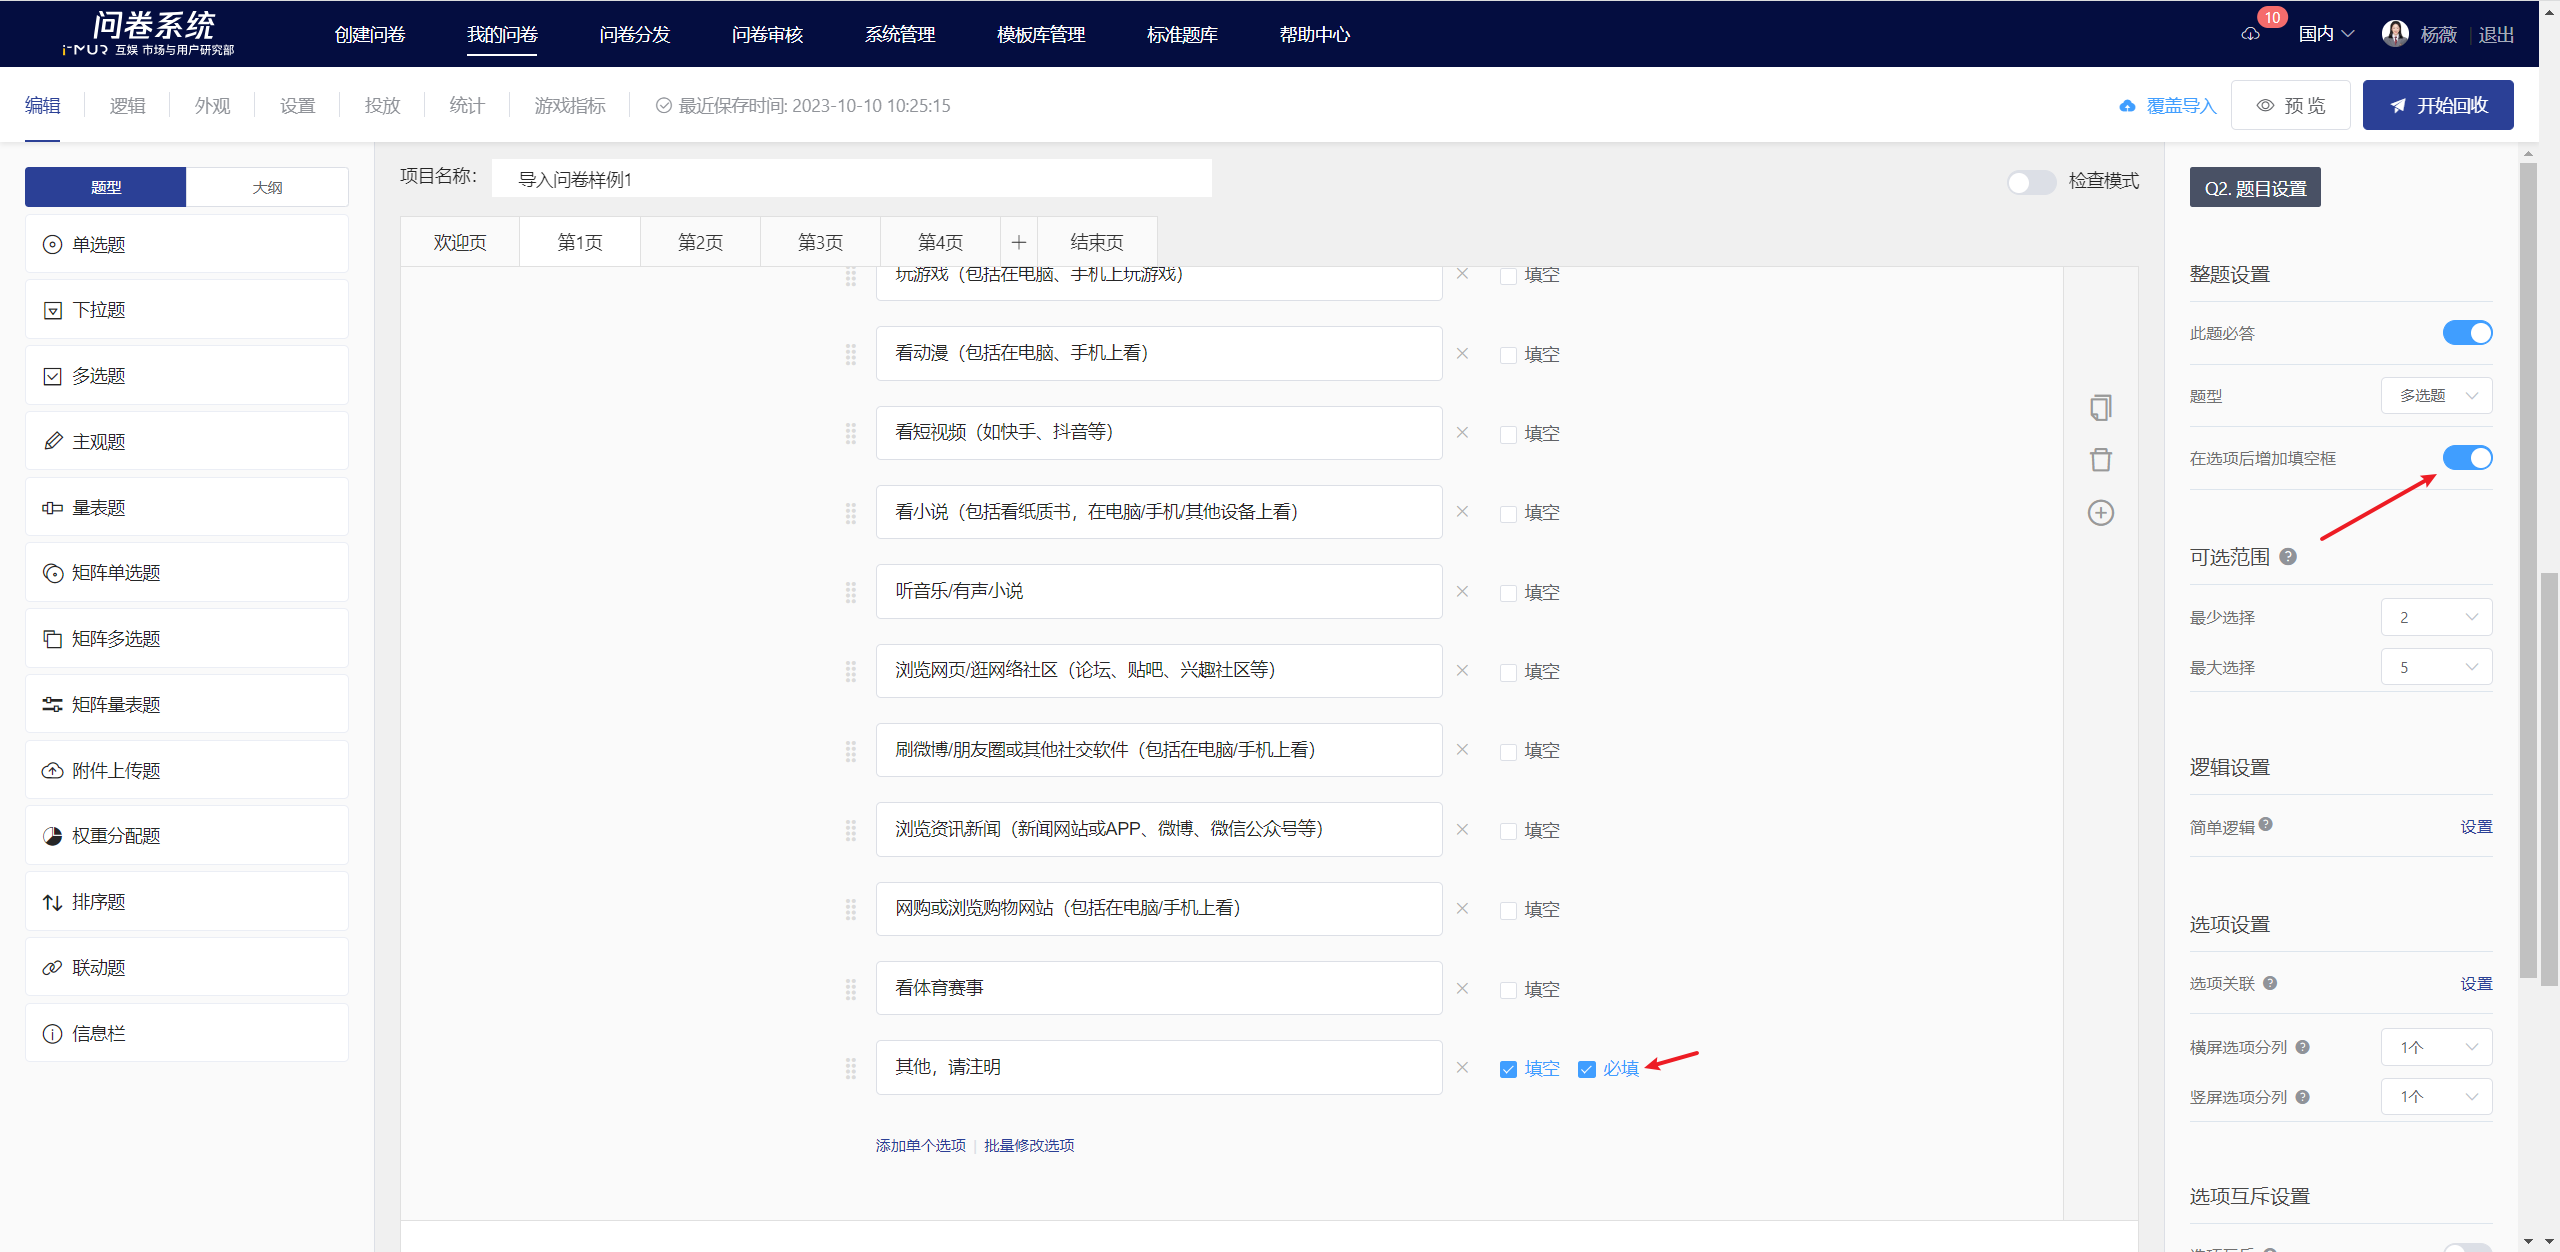 问卷系统
i-MUR 互娱 市场与用户研究部
创建问卷
我的问卷
问卷分发
问卷审核
系统管理
模板库管理
标准题库
帮助中心
10
国内
杨薇
退出
编辑
逻辑
外观
设置
投放
统计
游戏指标
最近保存时间: 2023-10-10 10:25:15
覆盖导入
预 览
开始回收
题型
大纲
单选题
下拉题
多选题
主观题
量表题
矩阵单选题
矩阵多选题
矩阵量表题
附件上传题
权重分配题
排序题
联动题
信息栏
项目名称:
导入问卷样例1
检查模式
欢迎页
第1页
第2页
第3页
第4页
结束页
玩游戏（包括在电脑、手机上玩游戏）
填空
看动漫（包括在电脑、手机上看）
填空
看短视频（如快手、抖音等）
填空
看小说（包括看纸质书，在电脑/手机/其他设备上看）
填空
听音乐/有声小说
填空
浏览网页/逛网络社区（论坛、贴吧、兴趣社区等）
填空
刷微博/朋友圈或其他社交软件（包括在电脑/手机上看）
填空
浏览资讯新闻（新闻网站或APP、微博、微信公众号等）
填空
网购或浏览购物网站（包括在电脑/手机上看）
填空
看体育赛事
填空
其他，请注明
填空
必填
添加单个选项
批量修改选项
Q2. 题目设置
整题设置
此题必答
题型
多选题
在选项后增加填空框
可选范围
最少选择
2
最大选择
5
逻辑设置
简单逻辑
设置
选项设置
选项关联
设置
横屏选项分列
1个
竖屏选项分列
1个
选项互斥设置